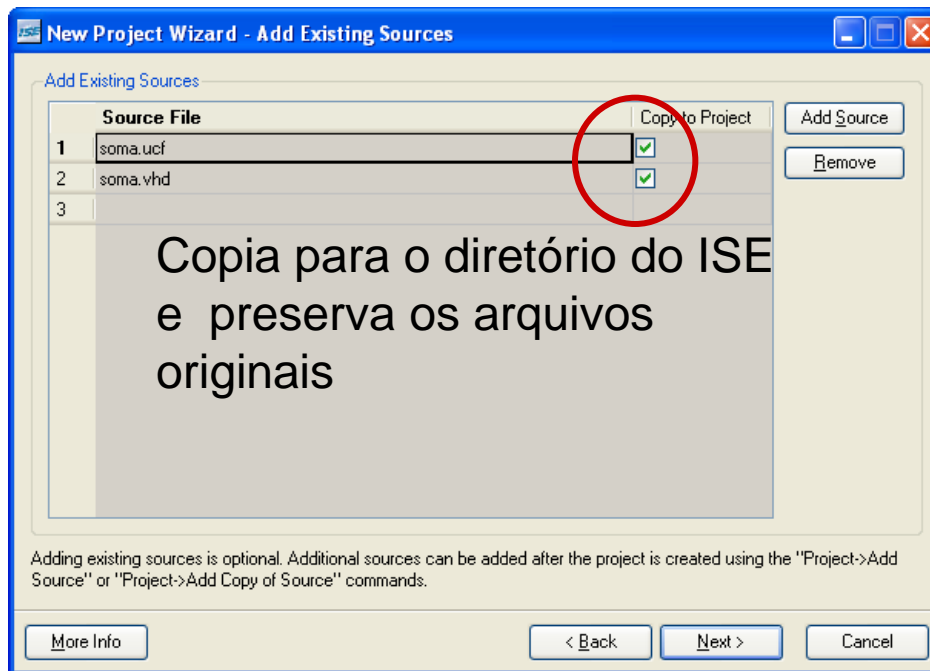 ISE New Project Wizard - Add Existing Sources
Add Existing Sources
Source File Copy to Project
Add Source
1 soma.ucf
Remove
2 soma.vhd
3
Copia para o diretório do ISE
e preserva os arquivos
originais
Adding existing sources is optional. Additional sources can be added after the project is created using the "Project->Add
Source" or "Project->Add Copy of Source" commands.
More Info < Back Next > Cancel